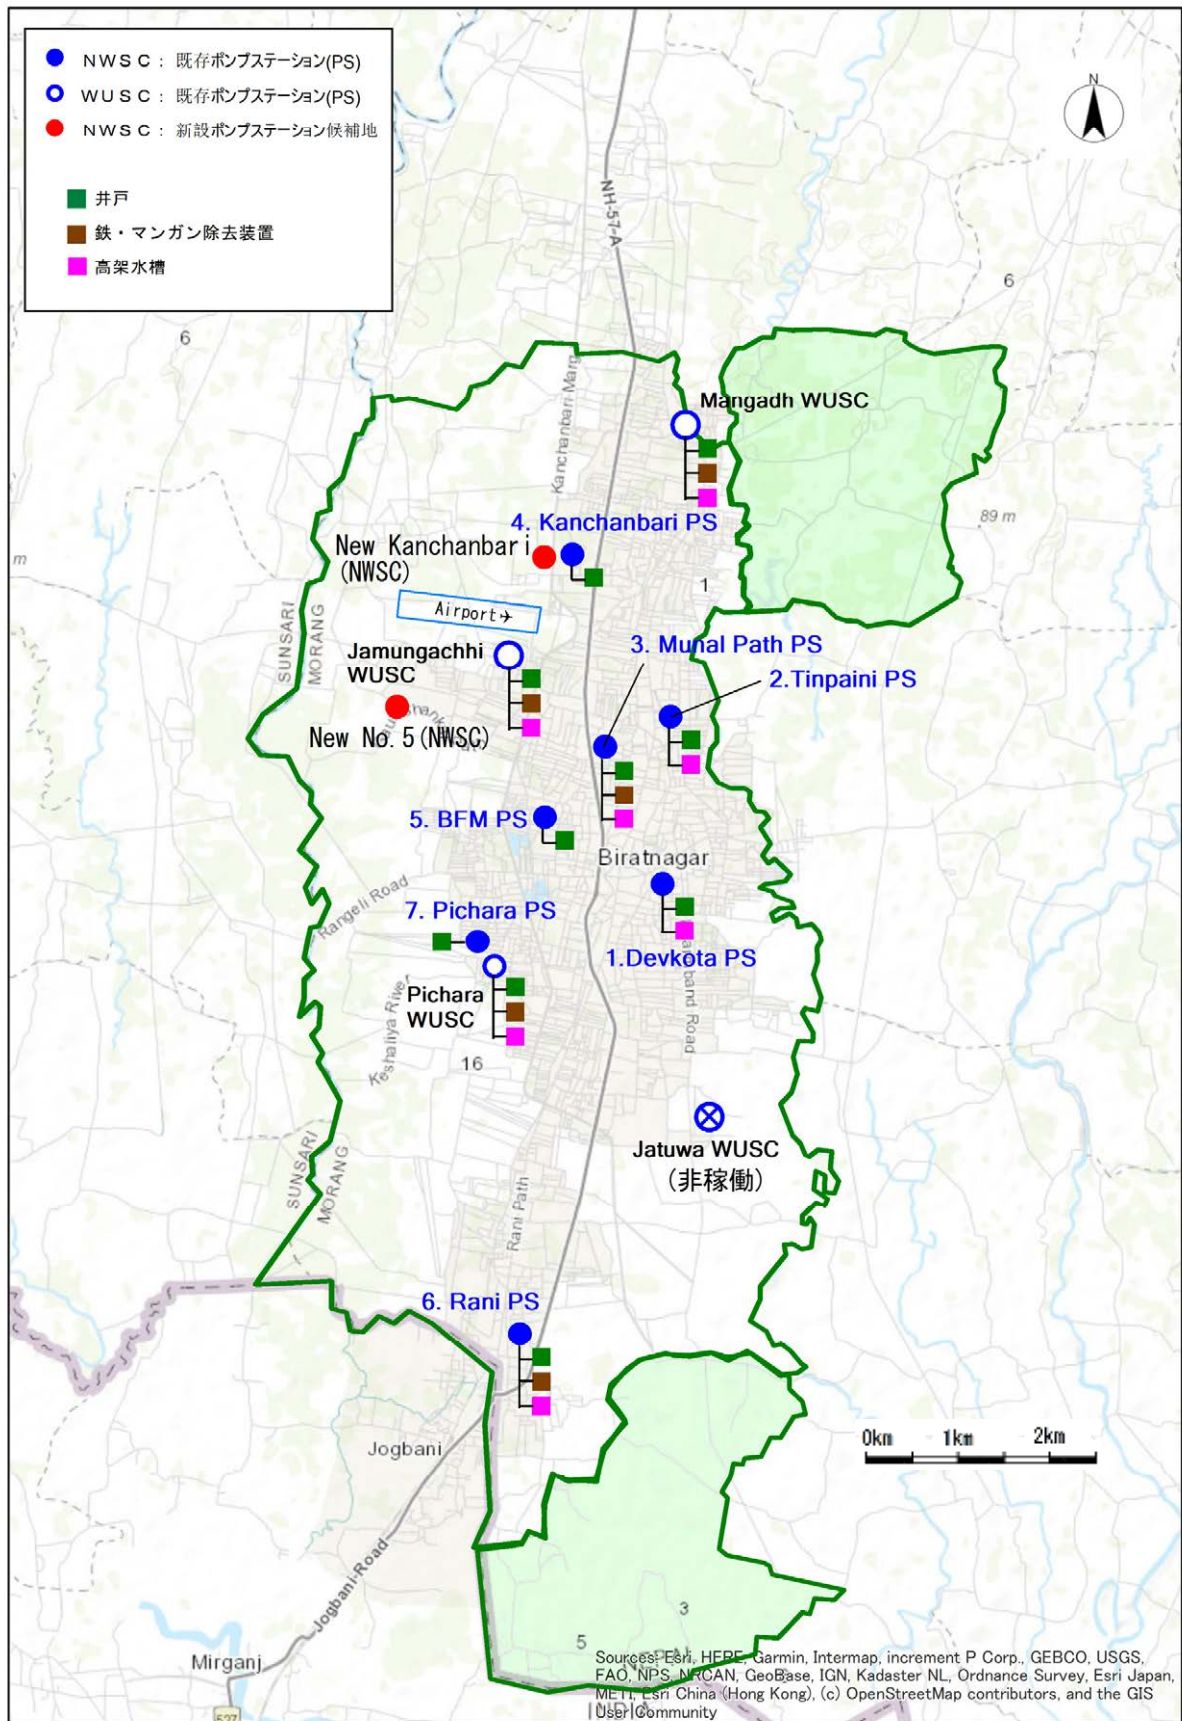 NWSC：既存ポンプステーション(PS)
WUSC：既存ポンプステーション(PS)
NWSC：新設ポンプステーション候補地
井戸
鉄・マンガン除去装置
高架水槽
N
NH-57-A
6
6
Kanchanbari Marg
Mangadh WUSC
89 m
m
4. Kanchanbari PS
New Kanchanbari
(NWSC)
1
Airport✈
SUNSARI
MORANG
3. Munal Path PS
Jamungachhi
WUSC
2.Tinpaini PS
New No.5(NWSC)
5. BFM PS
Biratnagar
Rangeli Road
7. Pichara PS
1.Devkota PS
Pichara
WUSC
Keshaliya River
band Road
16
Jatuwa WUSC
（非稼働）
SUNSARI
MORANG
Rani Path
6. Rani PS
0km 1km 2km
Jogbani
Jogbani-Road
3
5
Mirganj
527
Sources: Esri, HERE, Garmin, Intermap, increment P Corp., GEBCO, USGS,
FAO, NPS, NRCAN, GeoBase, IGN, Kadaster NL, Ordnance Survey, Esri Japan,
METI, Esri China (Hong Kong), (c) OpenStreetMap contributors, and the GIS
User Community